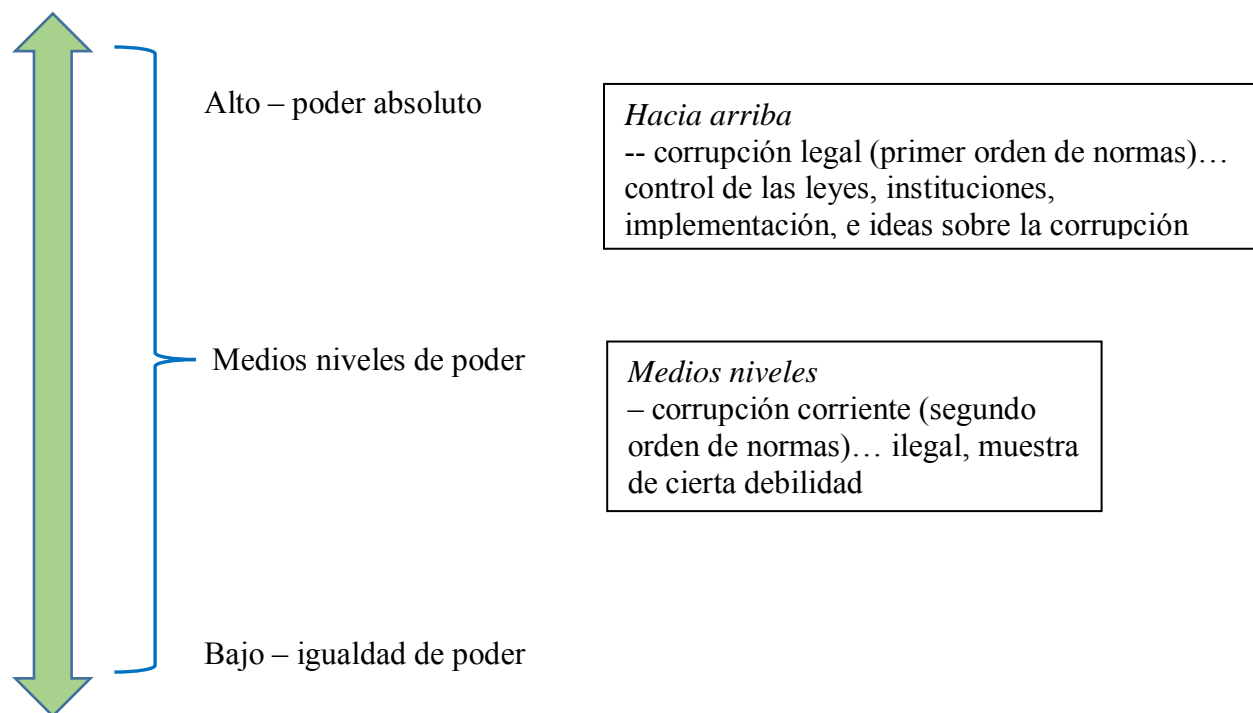 Alto – poder absoluto
Hacia arriba
-- corrupción legal (primer orden de normas)…
control de las leyes, instituciones,
implementación, e ideas sobre la corrupción
Medios niveles de poder
Medios niveles
– corrupción corriente (segundo
orden de normas)… ilegal, muestra
de cierta debilidad
Bajo – igualdad de poder